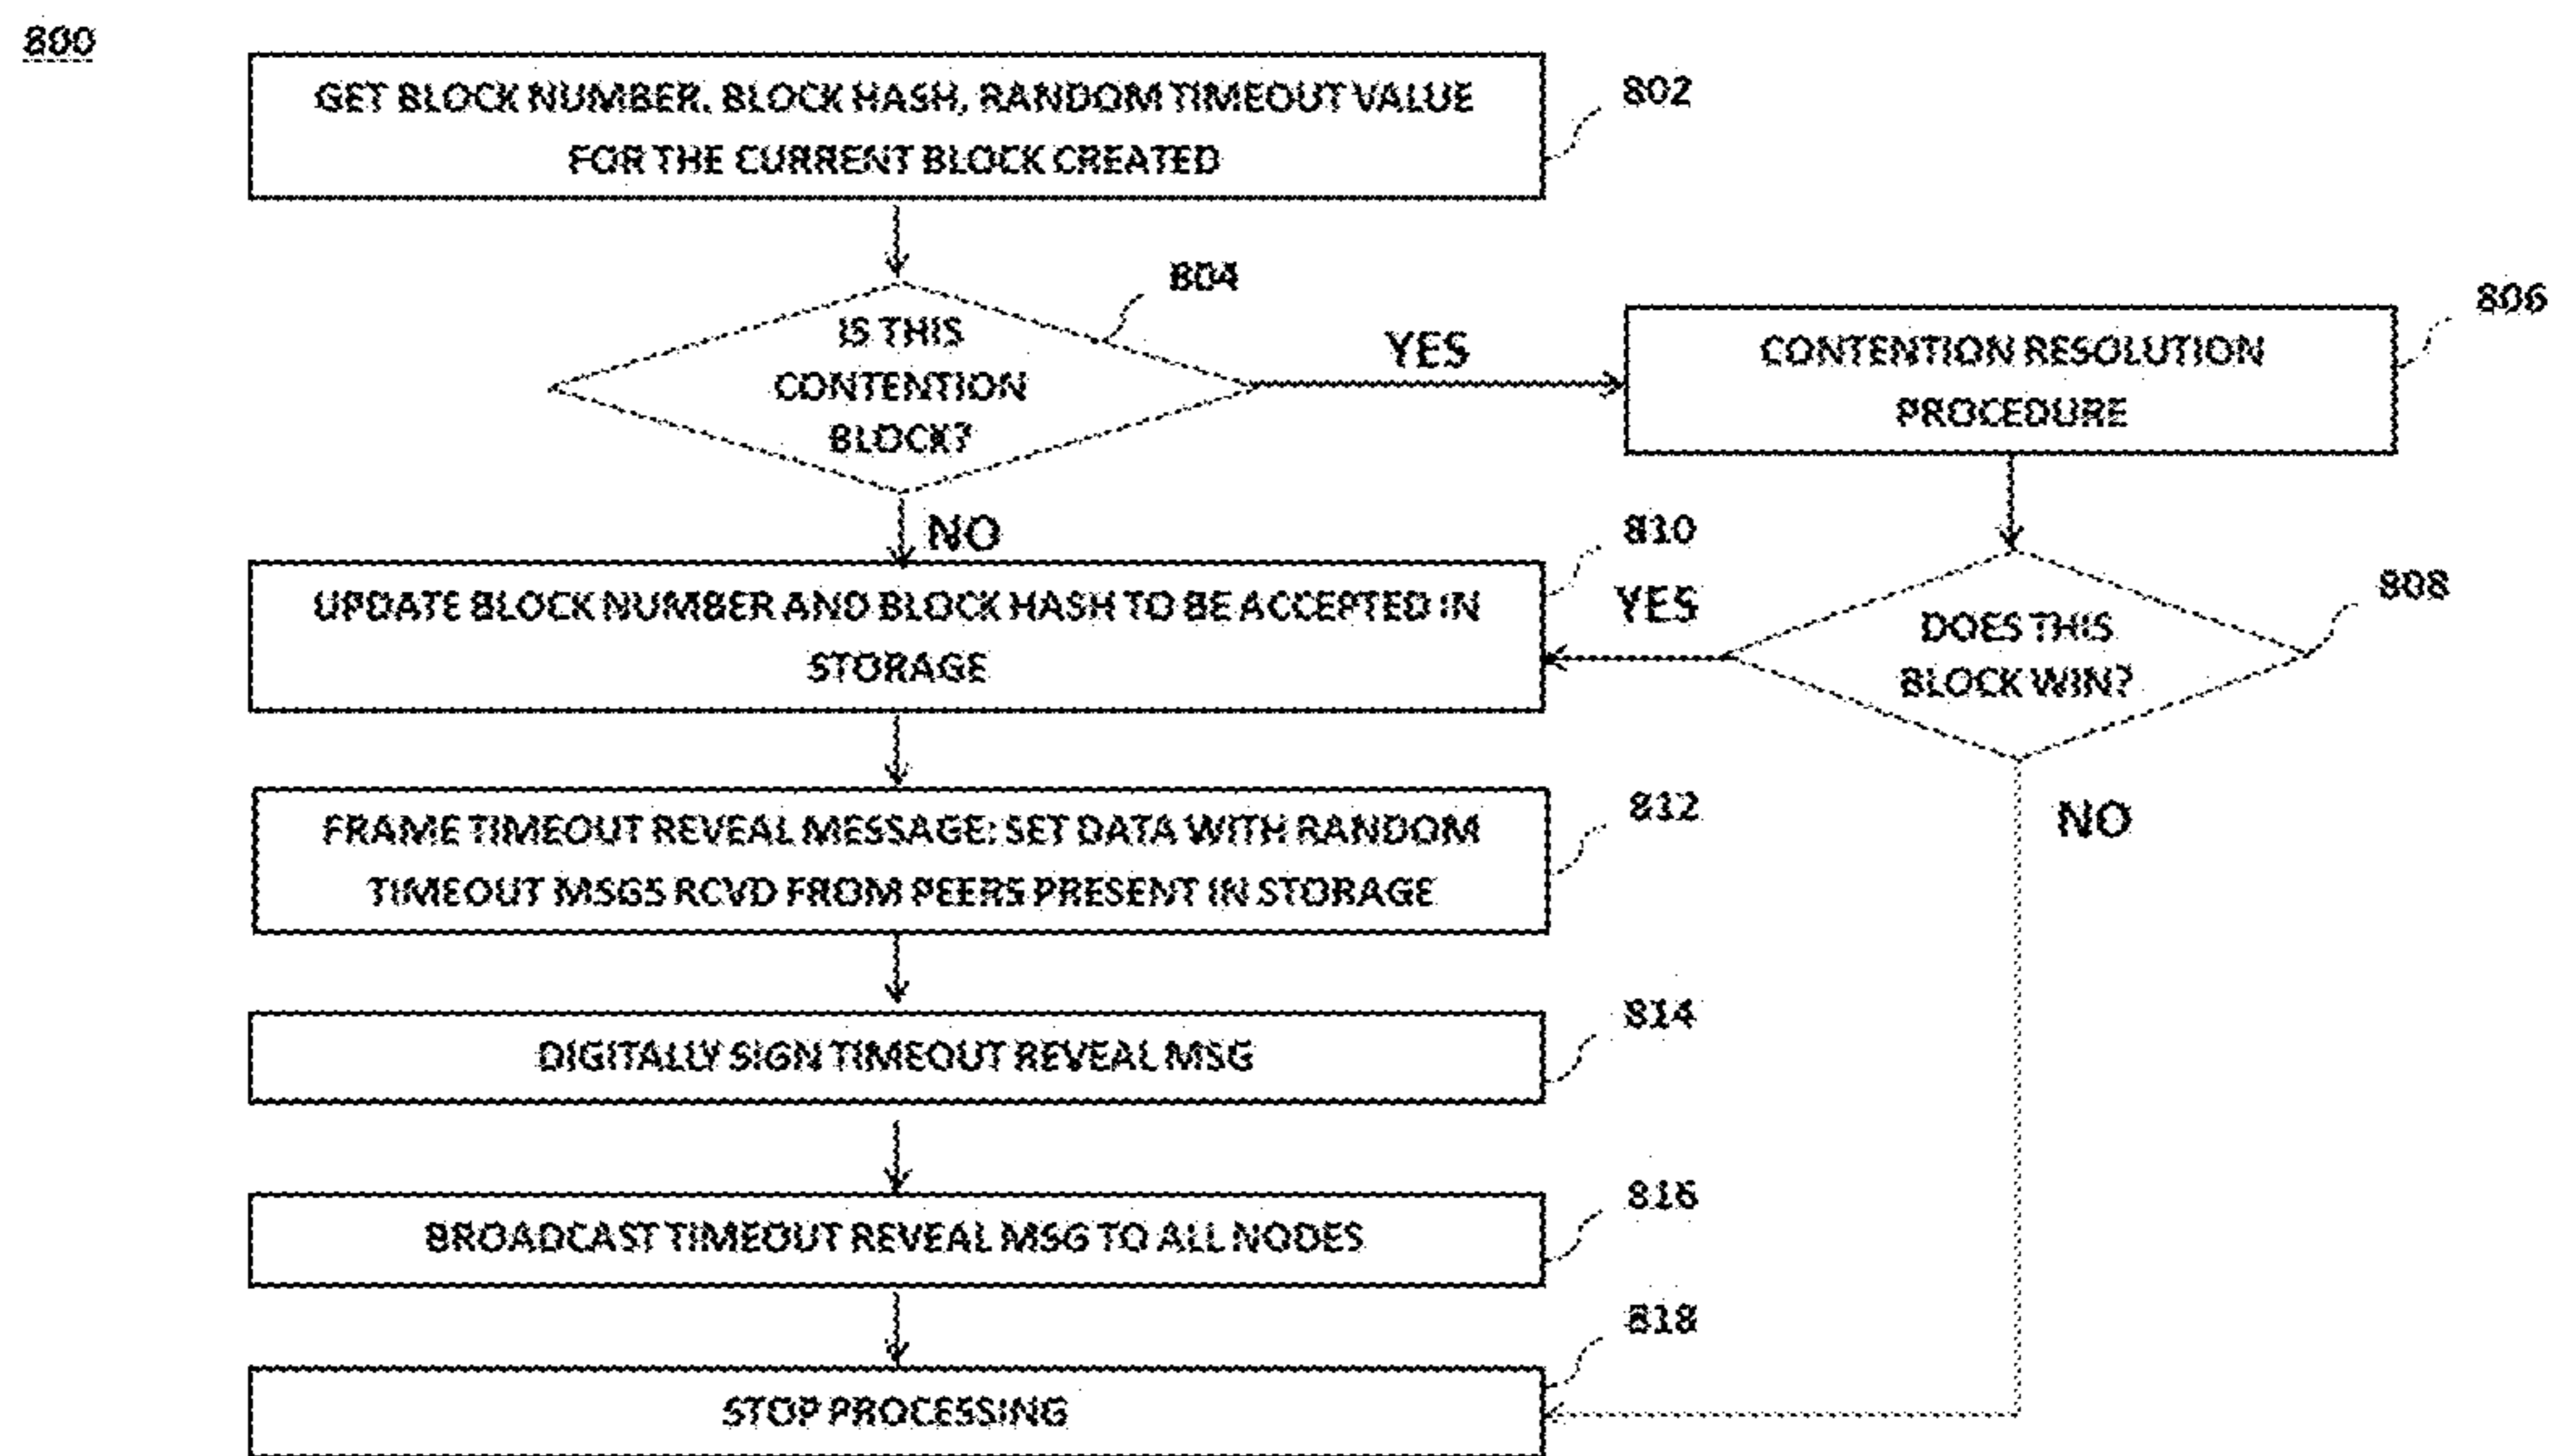 800
GET BLOCK NUMBER, BLOCK HASH, RANDOM TIMEOUT VALUE
FOR THE CURRENT BLOCK CREATED
802
IS THIS
CONTENTION
BLOCK?
804
YES
CONTENTION RESOLUTION
PROCEDURE
806
NO
UPDATE BLOCK NUMBER AND BLOCK HASH TO BE ACCEPTED IN
STORAGE
810
YES
DOES THIS
BLOCK WIN?
808
NO
FRAME TIMEOUT REVEAL MESSAGE: SET DATA WITH RANDOM
TIMEOUT MSGS RCVD FROM PEERS PRESENT IN STORAGE
812
DIGITALLY SIGN TIMEOUT REVEAL MSG
814
BROADCAST TIMEOUT REVEAL MSG TO ALL NODES
816
STOP PROCESSING
818